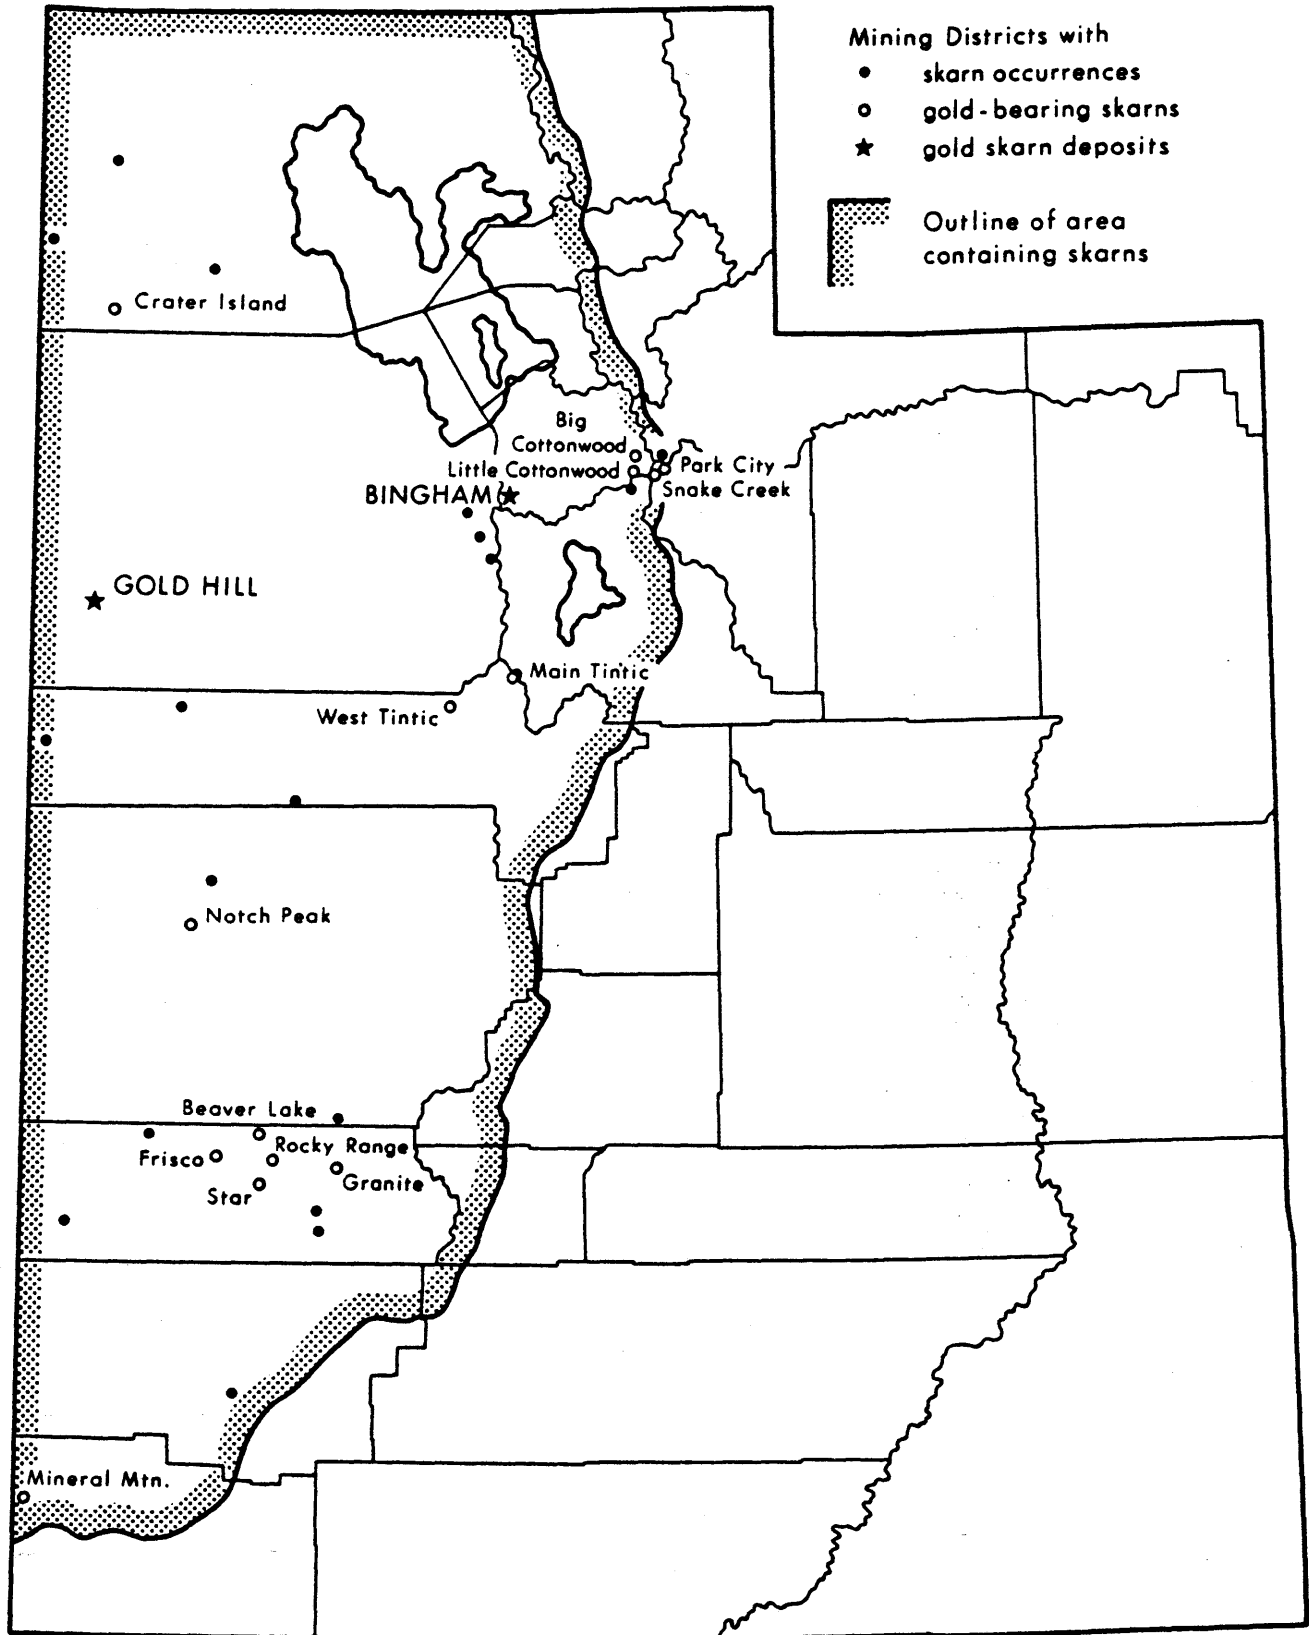 Mining Districts with
skarn occurrences
gold-bearing skarns
gold skarn deposits
Outline of area
containing skarns
Crater Island
Big
Cottonwood
Little Cottonwood
Park City
Snake Creek
BINGHAM
GOLD HILL
Main Tintic
West Tintic
Notch Peak
Beaver Lake
Rocky Range
Frisco
Granite
Star
Mineral Mtn.